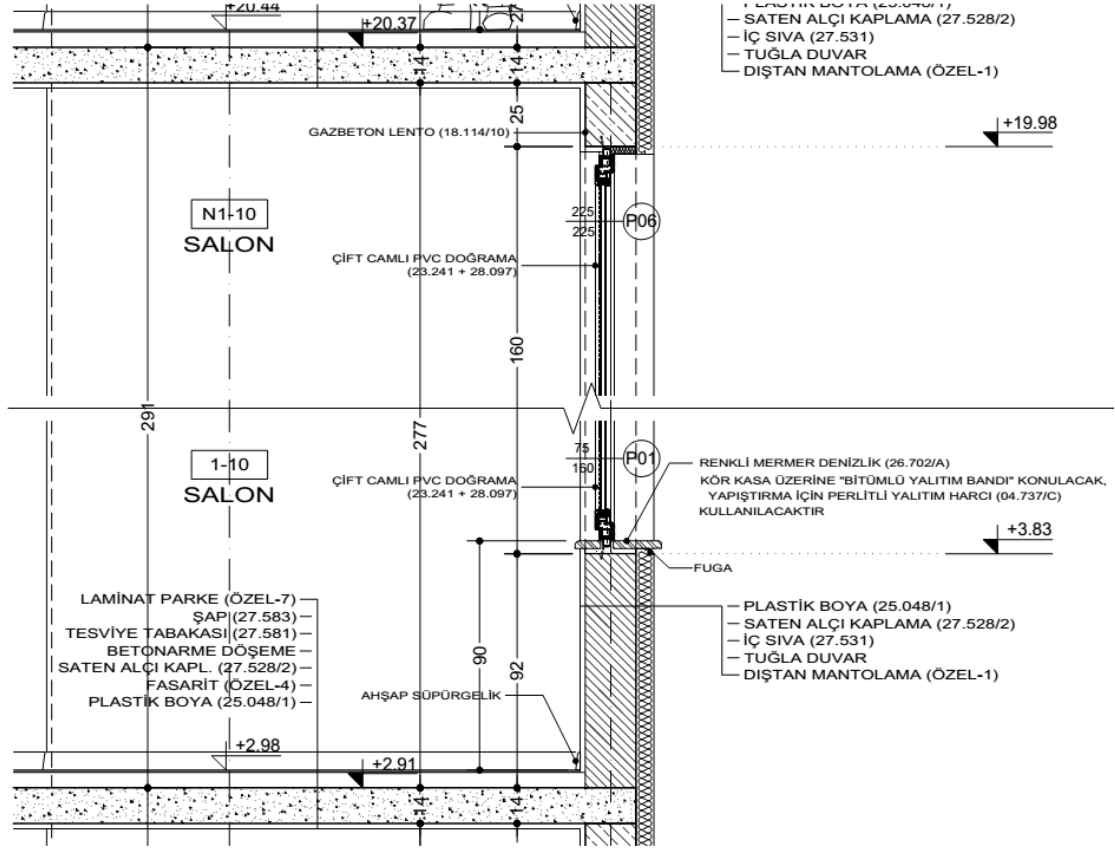 +20.44
+20.37
27
PLASTİK BOYA (25.048/1)
SATEN ALÇI KAPLAMA (27.528/2)
İÇ SIVA (27.531)
TUĞLA DUVAR
DIŞTAN MANTOLAMA (ÖZEL-1)
14
14
25
GAZBETON LENTO (18.114/10)
+19.98
N1-10
SALON
225
225
P06
ÇİFT CAMLI PVC DOĞRAMA
(23.241 + 28.097)
160
291
277
1-10
SALON
75
160
P01
ÇİFT CAMLI PVC DOĞRAMA
(23.241 + 28.097)
RENKLİ MERMER DENİZLİK (26.702/A)
KÖR KASA ÜZERİNE "BİTÜMLÜ YALITIM BANDI" KONULACAK,
YAPIŞTIRMA İÇİN PERLİTLİ YALITIM HARCI (04.737/C)
KULLANILACAKTIR
+3.83
FUGA
LAMİNAT PARKE (ÖZEL-7)
ŞAP (27.583)
TESVİYE TABAKASI (27.581)
BETONARME DÖŞEME
SATEN ALÇI KAPL. (27.528/2)
FASARİT (ÖZEL-4)
PLASTİK BOYA (25.048/1)
90
92
AHŞAP SÜPÜRGELİK
PLASTİK BOYA (25.048/1)
SATEN ALÇI KAPLAMA (27.528/2)
İÇ SIVA (27.531)
TUĞLA DUVAR
DIŞTAN MANTOLAMA (ÖZEL-1)
+2.98
+2.91
14
14